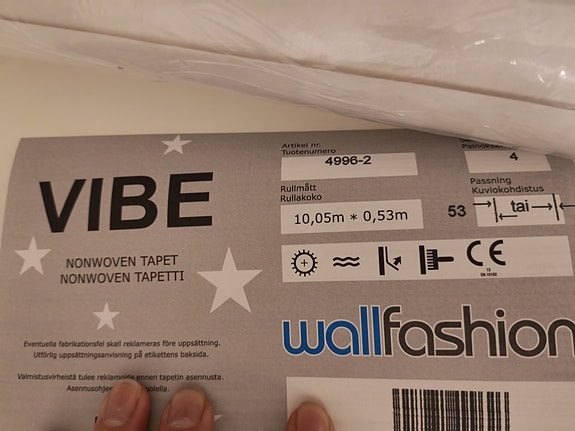 Artikel nr.
Tuotenumero
4996-2
4
VIBE
NONWOVEN TAPET
NONWOVEN TAPETTI
Rullmått
Rullakoko
10,05m * 0,53m
Passning
Kuviokohdistus
53
tai
CE
wallfashion
Eventuella fabrikationsfel skall reklameras före uppsättning.
Utförlig uppsättningsanvisning på etikettens baksida.
Valmistusvirheistä tulee reklamoida ennen tapetin asennusta.